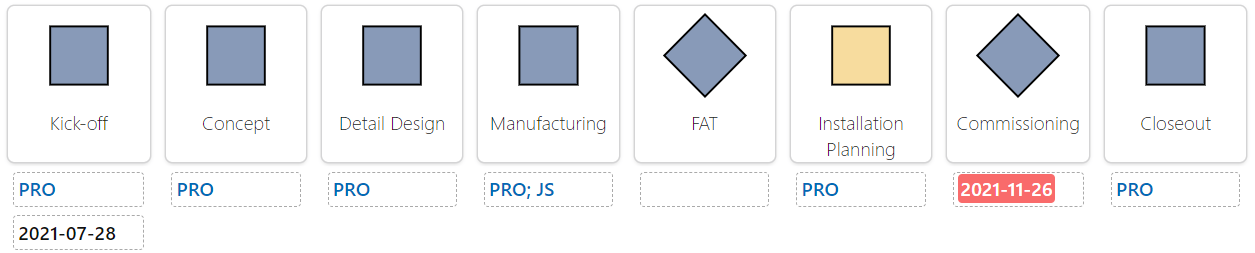 Kick-off
Concept
Detail Design
Manufacturing
FAT
Installation
Planning
Commissioning
Closeout
PRO
PRO
PRO
PRO; JS
PRO
2021-11-26
PRO
2021-07-28